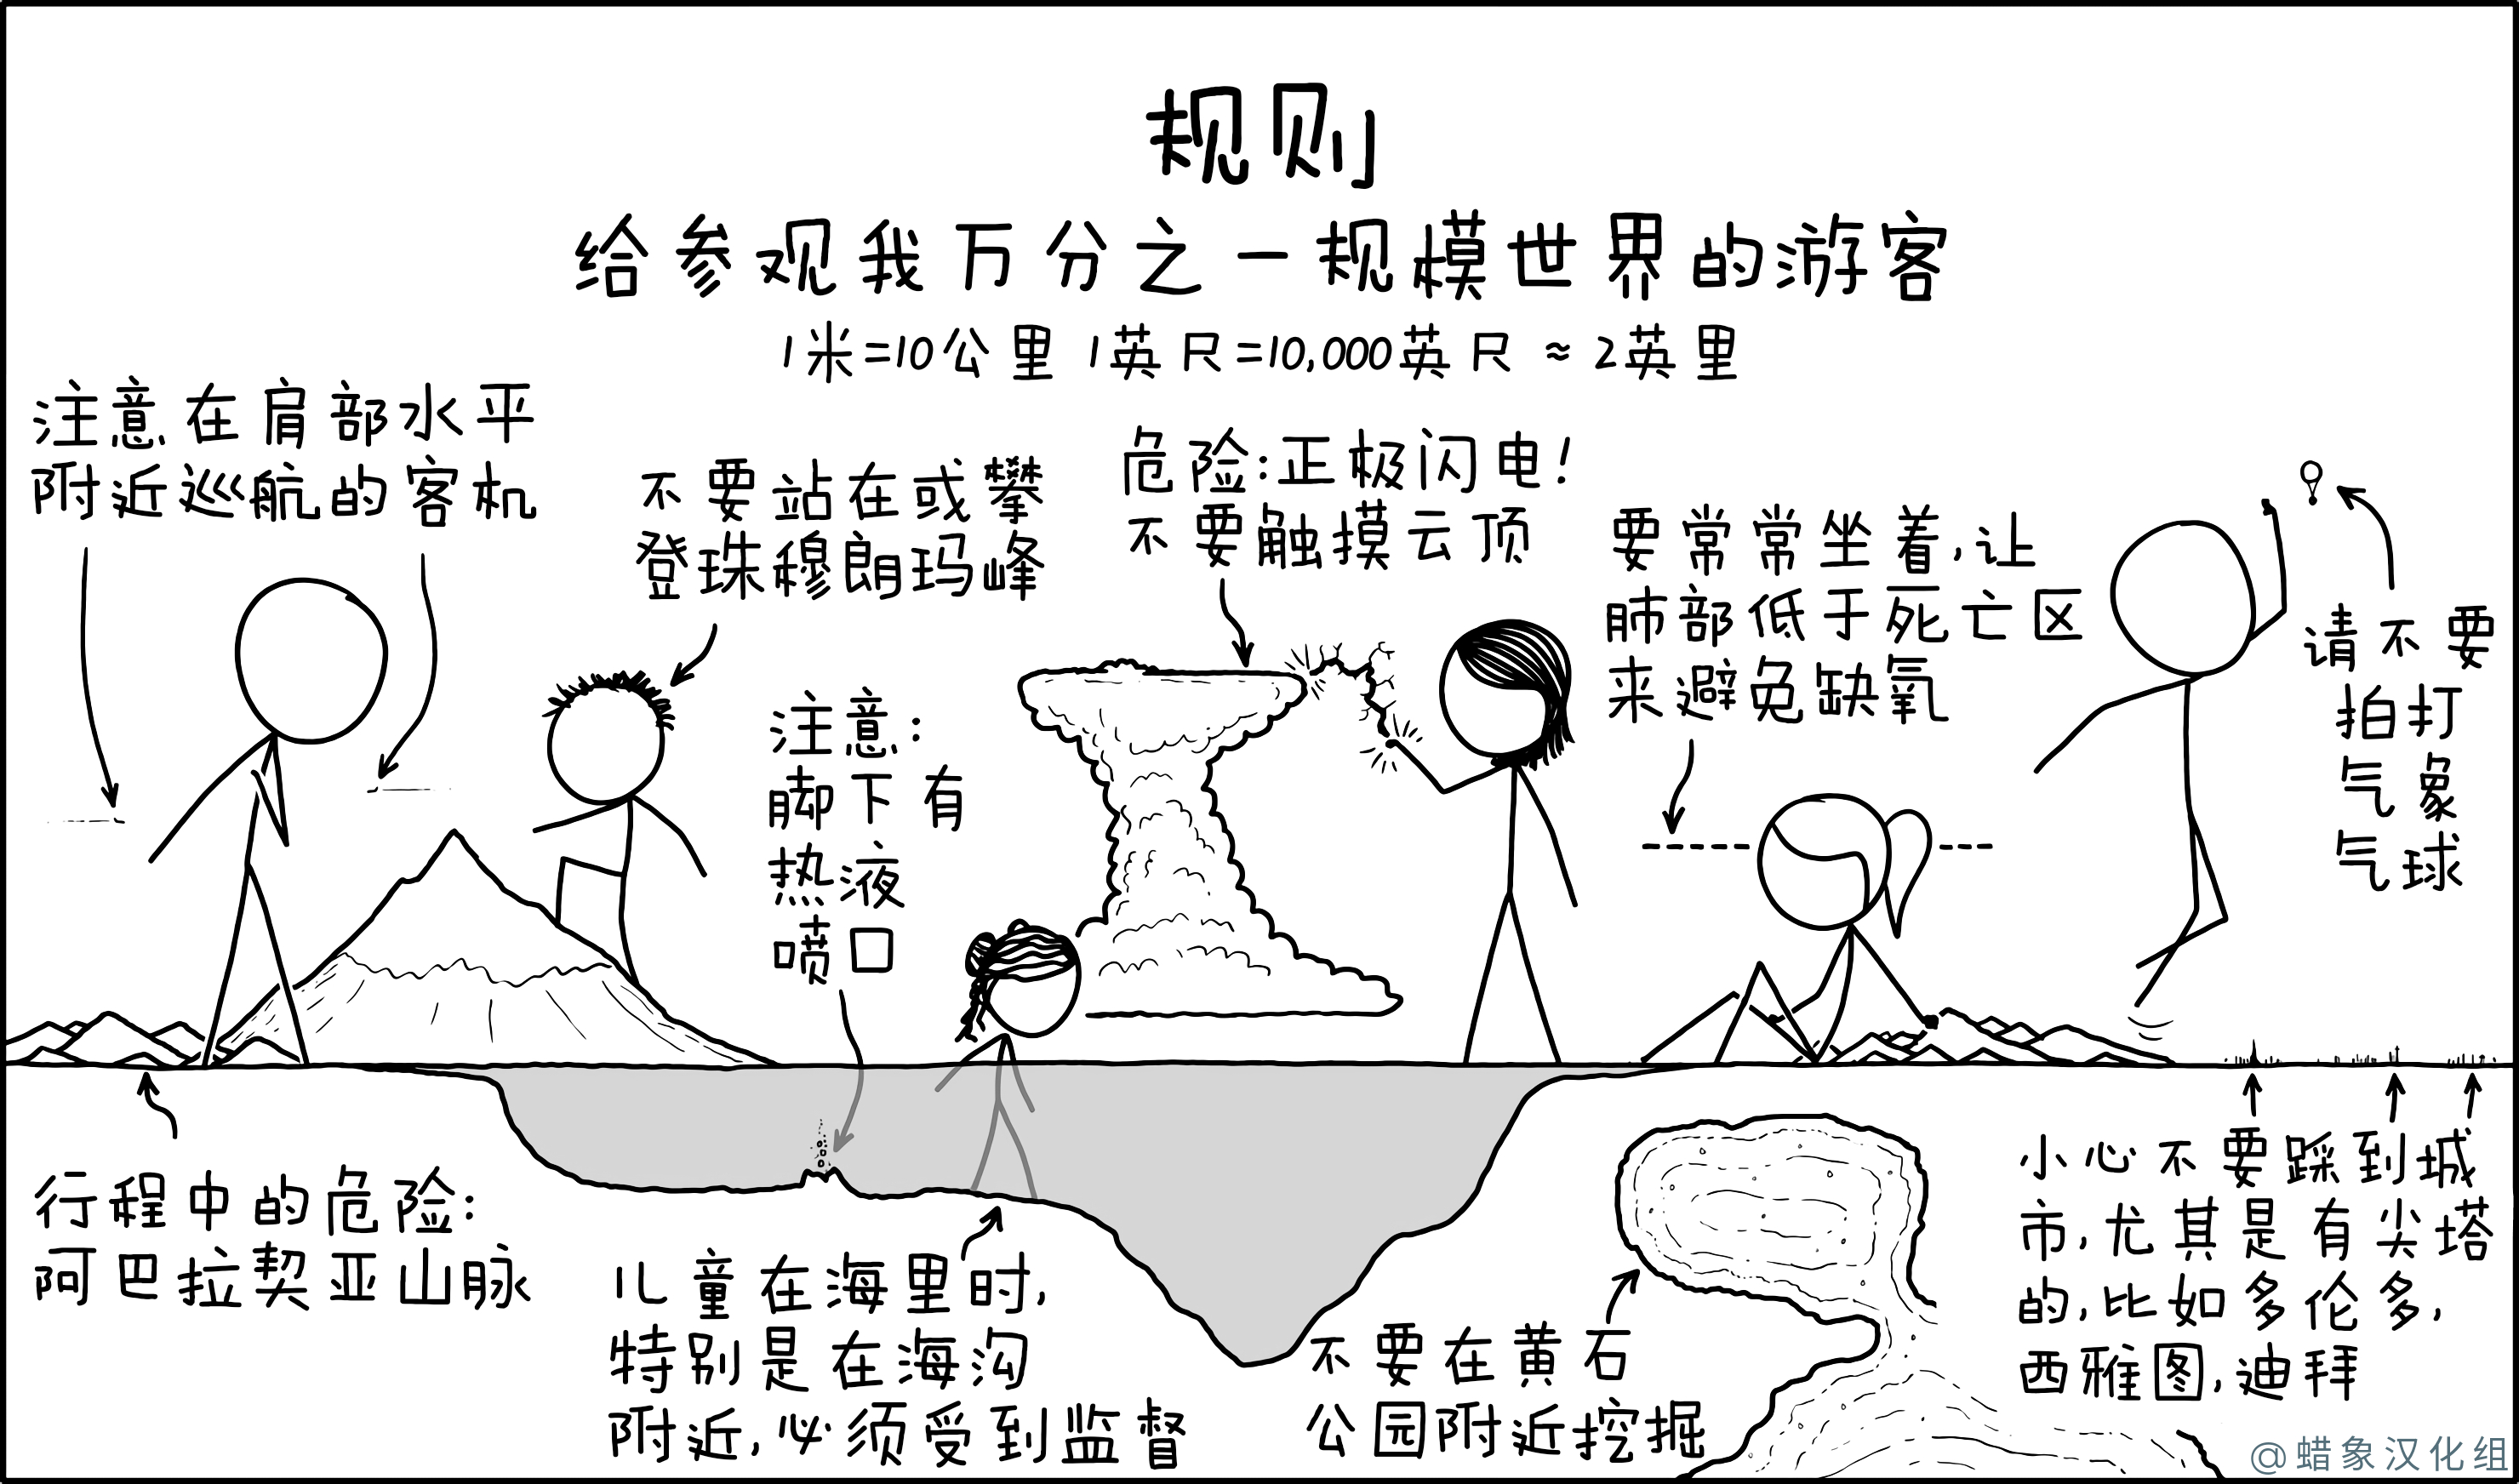 规则
给参观我万分之一规模世界的游客
1米=10公里 1英尺=10,000英尺 ≈ 2英里
注意在肩部水平
附近巡航的客机
不要站在或攀
登珠穆朗玛峰
危险:正极闪电!
不要触摸云顶
要常常坐着,让
肺部低于死亡区
来避免缺氧
请不要
拍打
气象
气球
注意:
脚下有
热液
喷口
行程中的危险:
阿巴拉契亚山脉
儿童在海里时,
特别是在海沟
附近,必须受到监督
不要在黄石
公园附近挖掘
小心不要踩到城
市,尤其是有尖塔
的,比如多伦多,
西雅图,迪拜
@蜡象汉化组